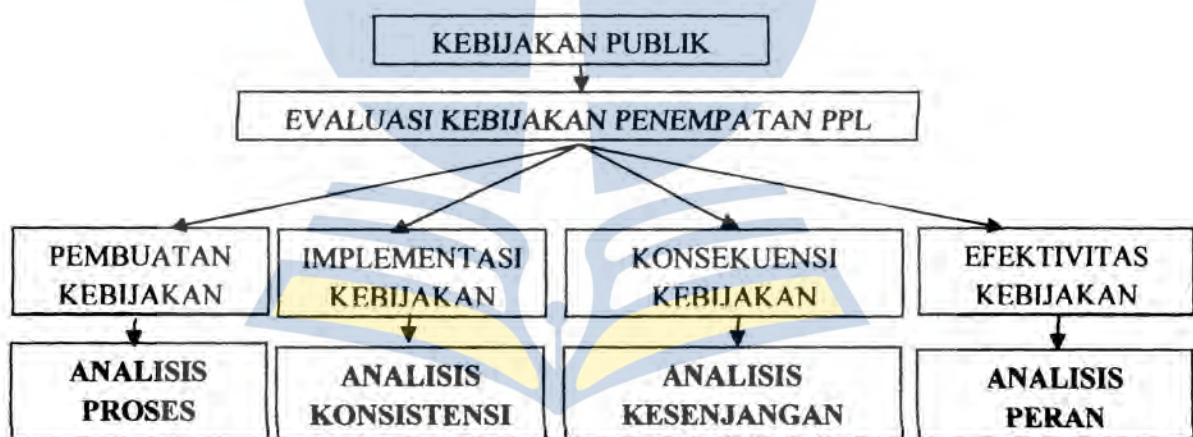 KEBIJAKAN PUBLIK
EVALUASI KEBIJAKAN PENEMPATAN PPL
PEMBUATAN
KEBIJAKAN
IMPLEMENTASI
KEBIJAKAN
KONSEKUENSI
KEBIJAKAN
EFEKTIVITAS
KEBIJAKAN
ANALISIS
PROSES
ANALISIS
KONSISTENSI
ANALISIS
KESENJANGAN
ANALISIS
PERAN